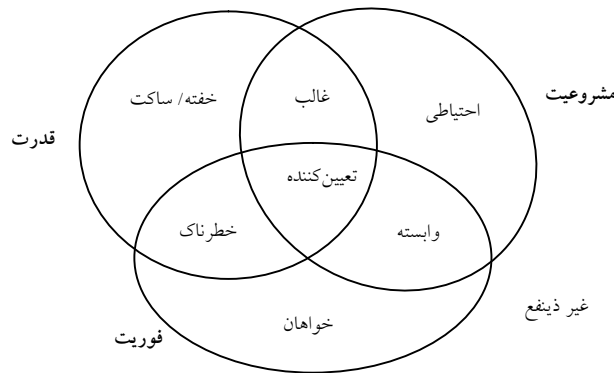 غالب
خفته/ ساکت
احتیاطی
مشروعیت
قدرت
تعیین‌کننده
خطرناک
وابسته
غیر ذینفع
خواهان
فوریت